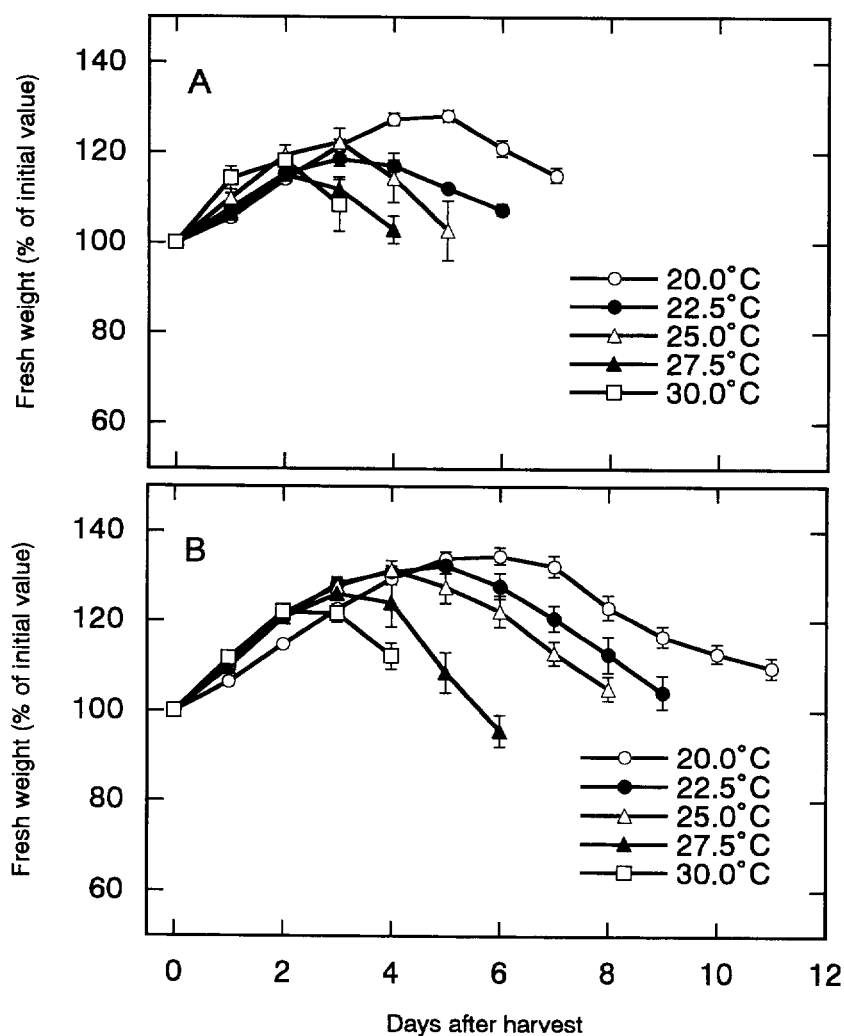 Fresh weight (% of initial value)
140
120
100
80
60
A
20.0°C
22.5°C
25.0°C
27.5°C
30.0°C
Fresh weight (% of initial value)
140
120
100
80
60
B
20.0°C
22.5°C
25.0°C
27.5°C
30.0°C
0 2 4 6 8 10 12
Days after harvest